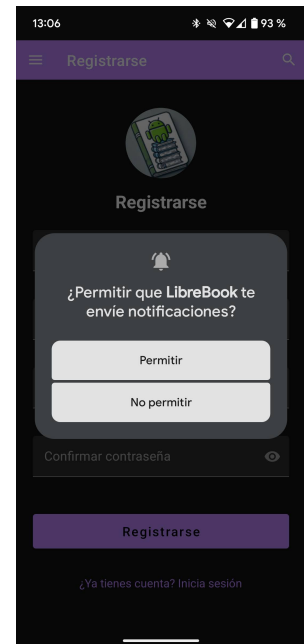 13:06
93 %
Registrarse
Registrarse
¿Permitir que LibreBook te
envíe notificaciones?
Permitir
No permitir
Confirmar contraseña
Registrarse
¿Ya tienes cuenta? Inicia sesión